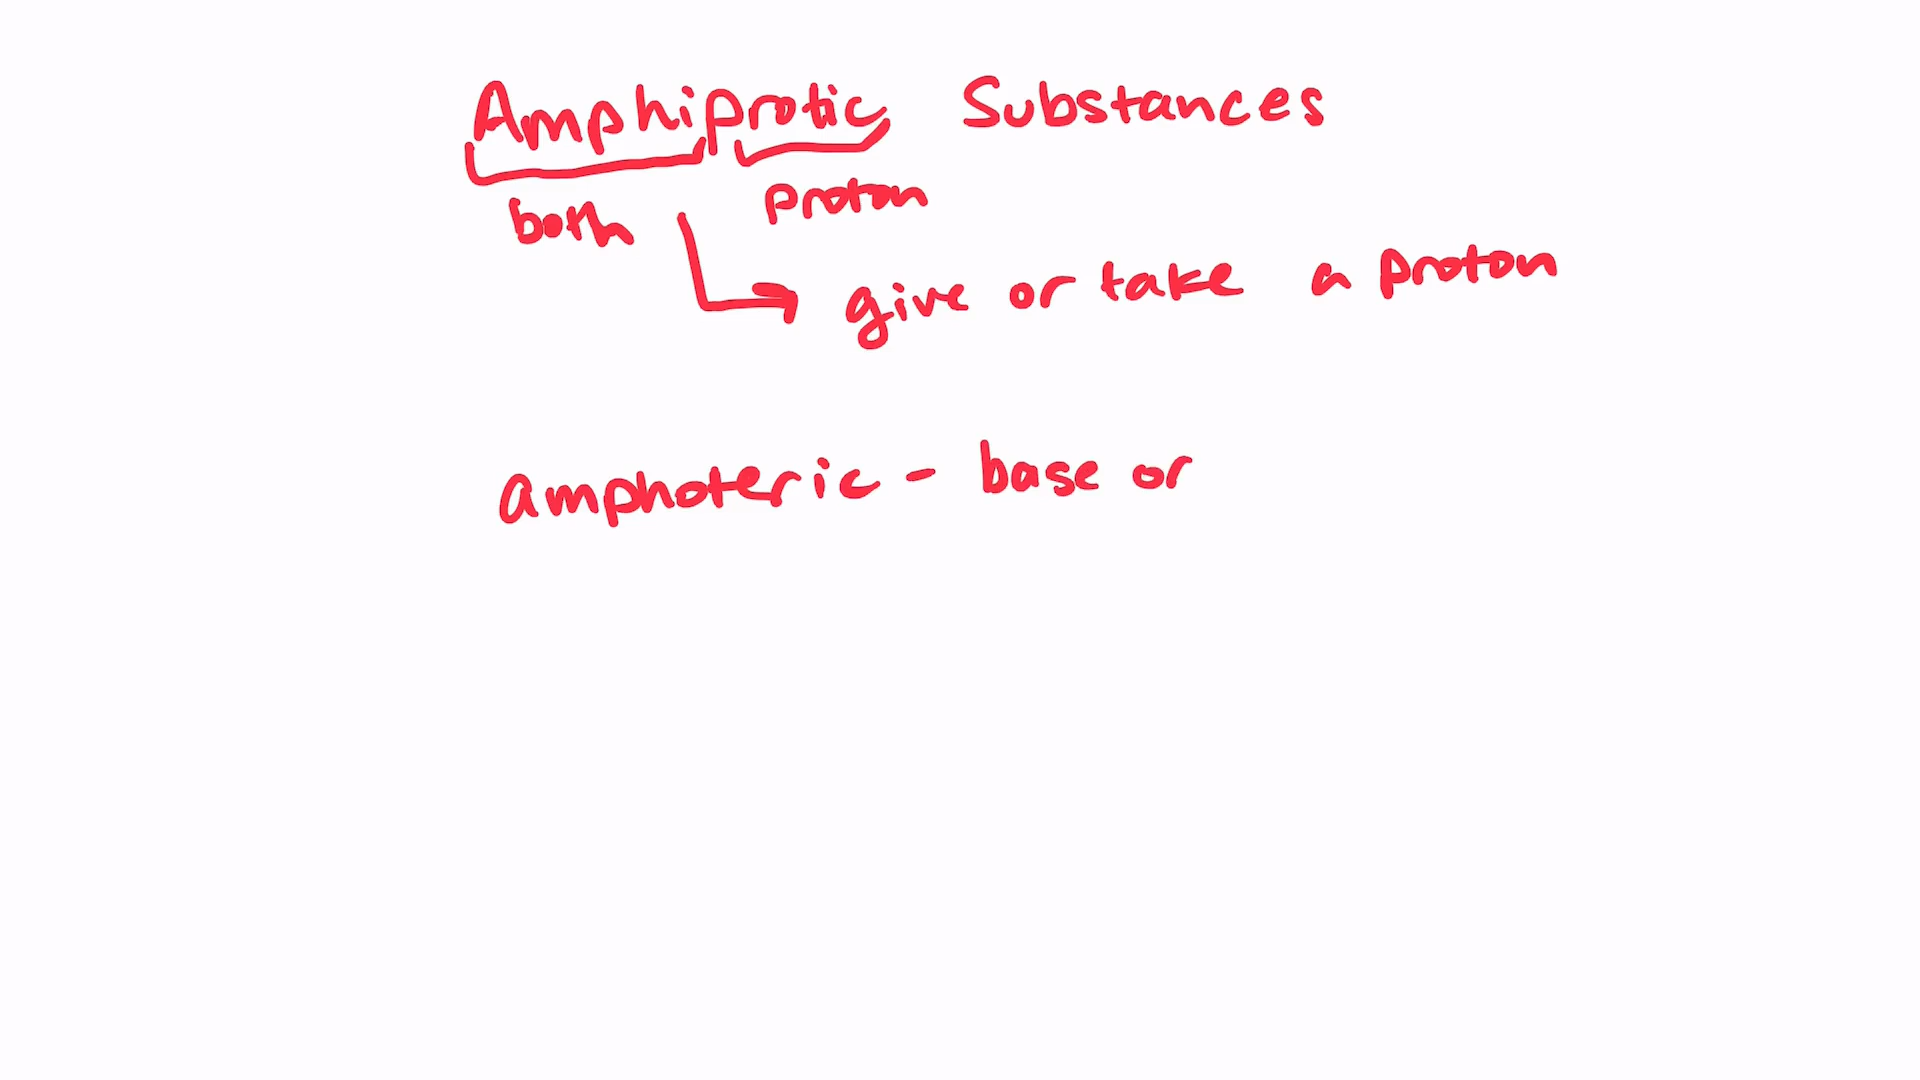 Amphiprotic Substances
both proton
give or take a proton
amphoteric - base or